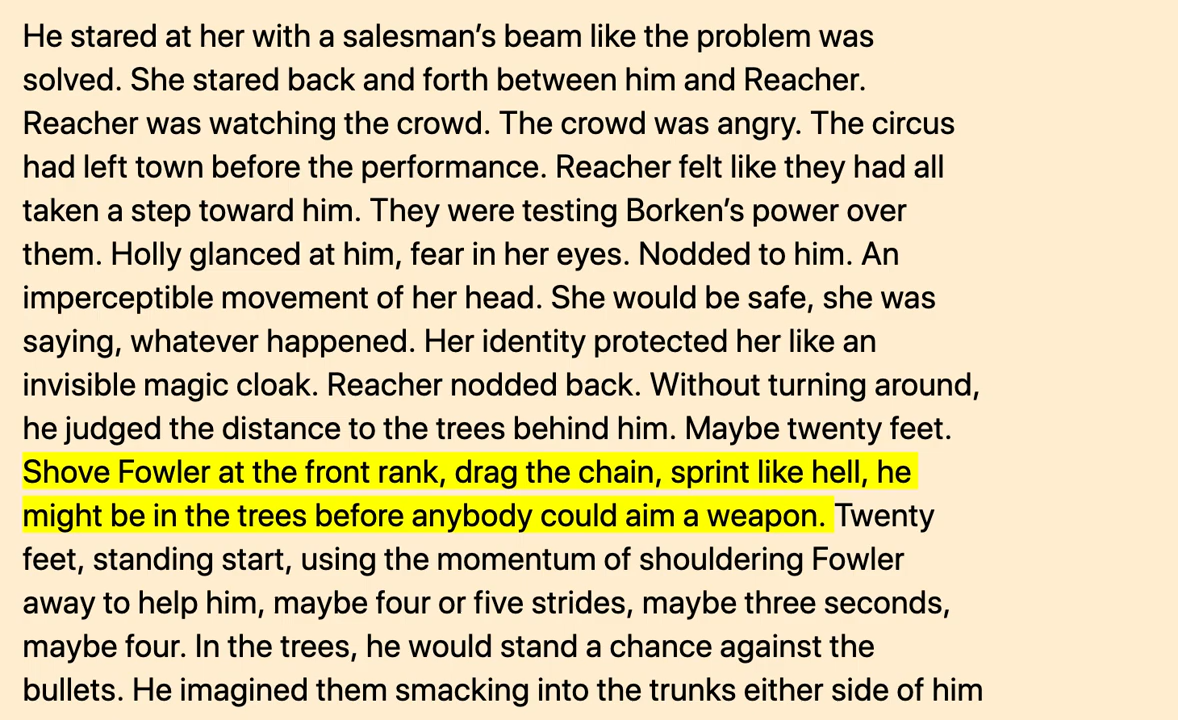 He stared at her with a salesman’s beam like the problem was
solved. She stared back and forth between him and Reacher.
Reacher was watching the crowd. The crowd was angry. The circus
had left town before the performance. Reacher felt like they had all
taken a step toward him. They were testing Borken’s power over
them. Holly glanced at him, fear in her eyes. Nodded to him. An
imperceptible movement of her head. She would be safe, she was
saying, whatever happened. Her identity protected her like an
invisible magic cloak. Reacher nodded back. Without turning around,
he judged the distance to the trees behind him. Maybe twenty feet.
Shove Fowler at the front rank, drag the chain, sprint like hell, he
might be in the trees before anybody could aim a weapon. Twenty
feet, standing start, using the momentum of shouldering Fowler
away to help him, maybe four or five strides, maybe three seconds,
maybe four. In the trees, he would stand a chance against the
bullets. He imagined them smacking into the trunks either side of him